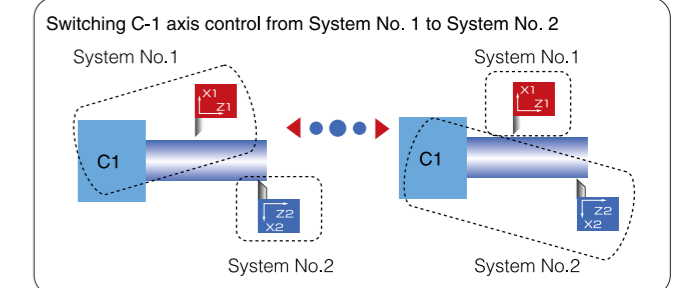 Switching C-1 axis control from System No. 1 to System No. 2
System No.1
X1
Z1
C1
Z2
X2
System No.2
System No.1
X1
Z1
C1
Z2
X2
System No.2